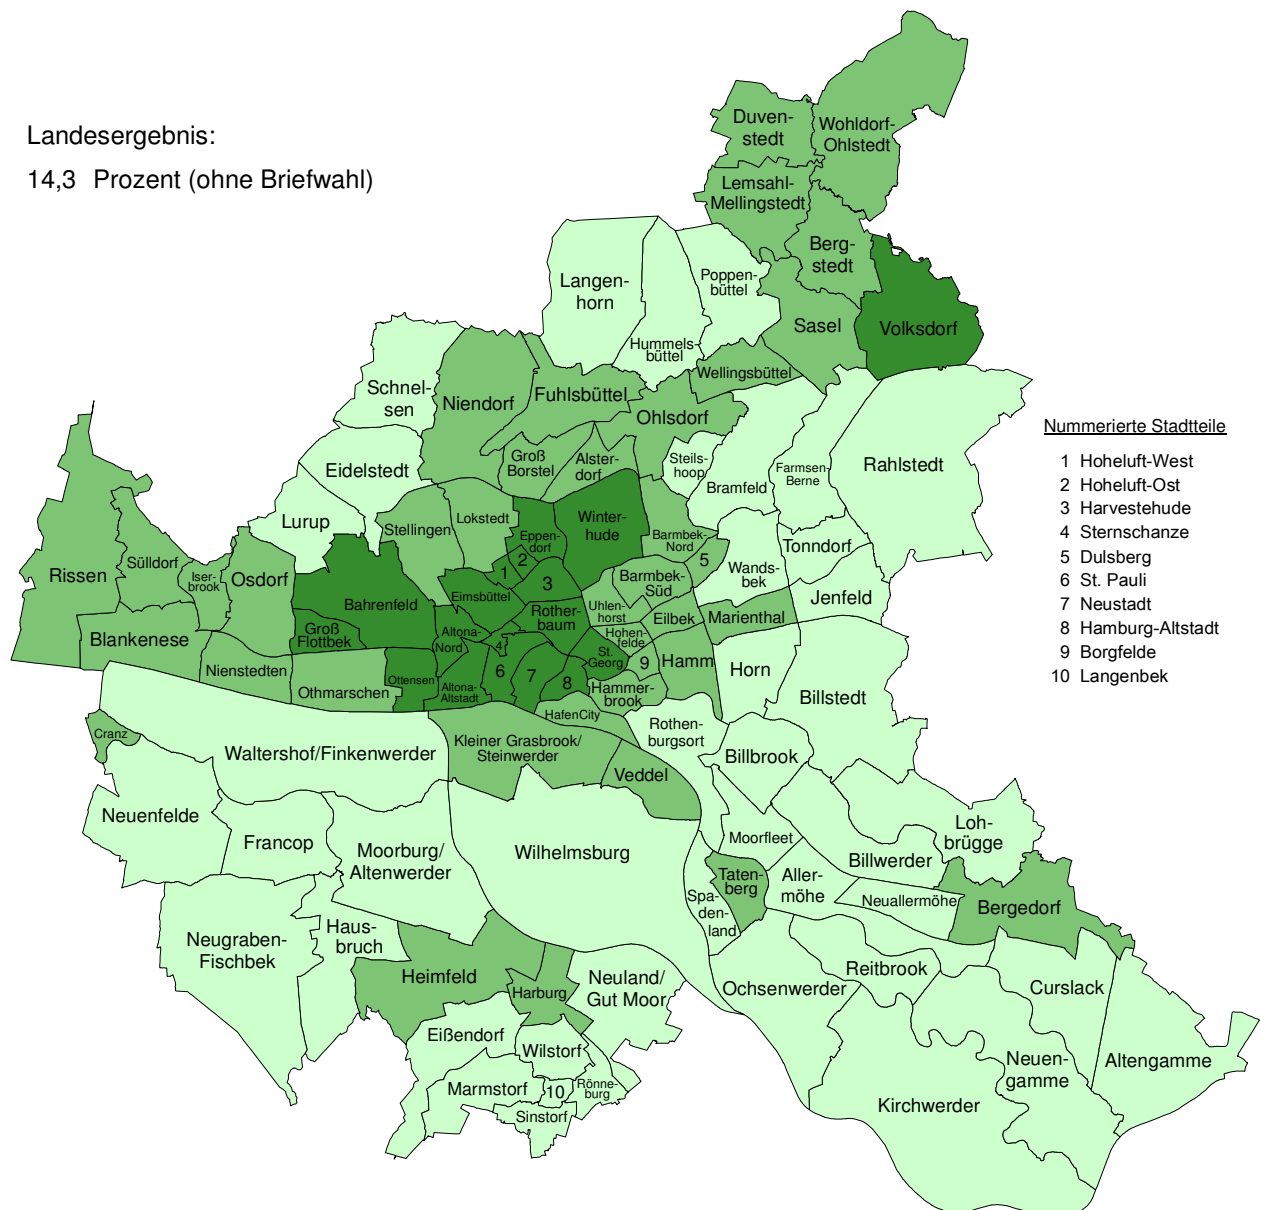 Landesergebnis:
14,3 Prozent (ohne Briefwahl)
Duven-
stedt
Wohldorf-
Ohlstedt
Lemsahl-
Mellingstedt
Berg-
stedt
Poppen-
büttel
Langen-
horn
Hummels-
büttel
Sasel
Volksdorf
Wellingsbüttel
Schnel-
sen
Niendorf
Fuhlsbüttel
Ohlsdorf
Groß
Borstel
Alster-
dorf
Steils-
hoop
Bramfeld
Farmsen-
Berne
Rahlstedt
Eidelstedt
Lurup
Stellingen
Lokstedt
Eppen-
dorf
Winter-
hude
Barmbek-
Nord
5
Tonndorf
Wands-
bek
Jenfeld
Rissen
Sülldorf
Iser-
brook
Osdorf
Bahrenfeld
Groß
Flottbek
Eimsbüttel
1
2
3
Rother-
baum
Barmbek-
Süd
Uhlen-
horst
Eilbek
Marienthal
Hohen-
felde
Blankenese
Nienstedten
Othmarschen
Ottensen
Altona-
Nord
Altona-
Altstadt
4
6
7
8
St.
Georg
9
Hamm
Horn
Billstedt
Hammer-
brook
HafenCity
Rothen-
burgsort
Billbrook
Cranz
Waltershof/Finkenwerder
Kleiner Grasbrook/
Steinwerder
Veddel
Neuenfelde
Francop
Moorburg/
Altenwerder
Wilhelmsburg
Moorfleet
Billwerder
Loh-
brügge
Tatenberg
Spa-
den-
land
Aller-
möhe
Neuallermöhe
Bergedorf
Neugraben-
Fischbek
Haus-
bruch
Heimfeld
Harburg
Neuland/
Gut Moor
Ochsenwerder
Reitbrook
Curslack
Eißendorf
Wilstorf
Marmstorf
10
Rönne-
burg
Sinstorf
Neuen-
gamme
Altengamme
Kirchwerder
Nummerierte Stadtteile
1 Hoheluft-West
2 Hoheluft-Ost
3 Harvestehude
4 Sternschanze
5 Dulsberg
6 St. Pauli
7 Neustadt
8 Hamburg-Altstadt
9 Borgfelde
10 Langenbek